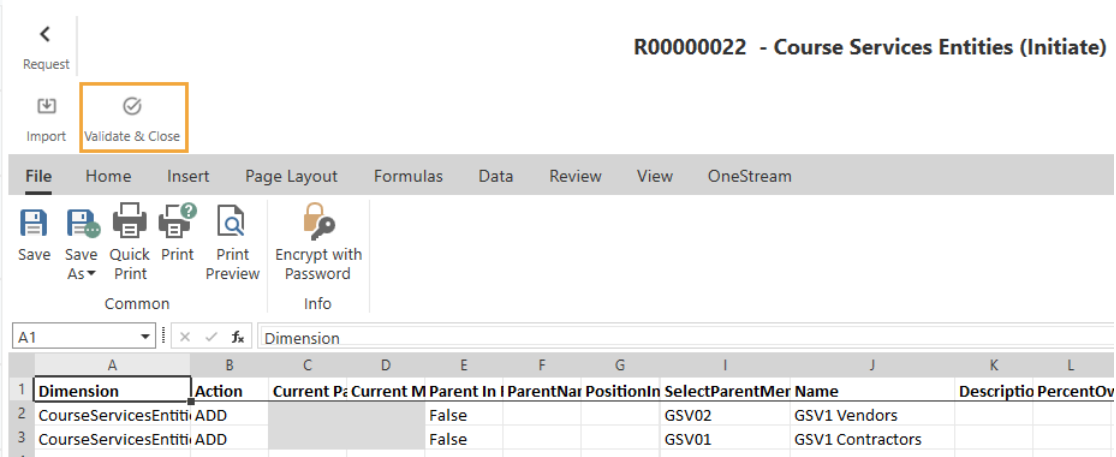 R00000022 - Course Services Entities (Initiate)
Request
Import
Validate & Close
File Home Insert Page Layout Formulas Data Review View OneStream
Save Save As Quick Print Print Print Preview Encrypt with Password
Common Info
A1 fx Dimension
A B C D E F G I J K L
1 Dimension Action Current Pa Current M Parent In ParentNar PositionIn SelectParentMer Name Descriptio PercentOw
2 CourseServicesEntiti ADD False GSV02 GSV1 Vendors
3 CourseServicesEntiti ADD False GSV01 GSV1 Contractors